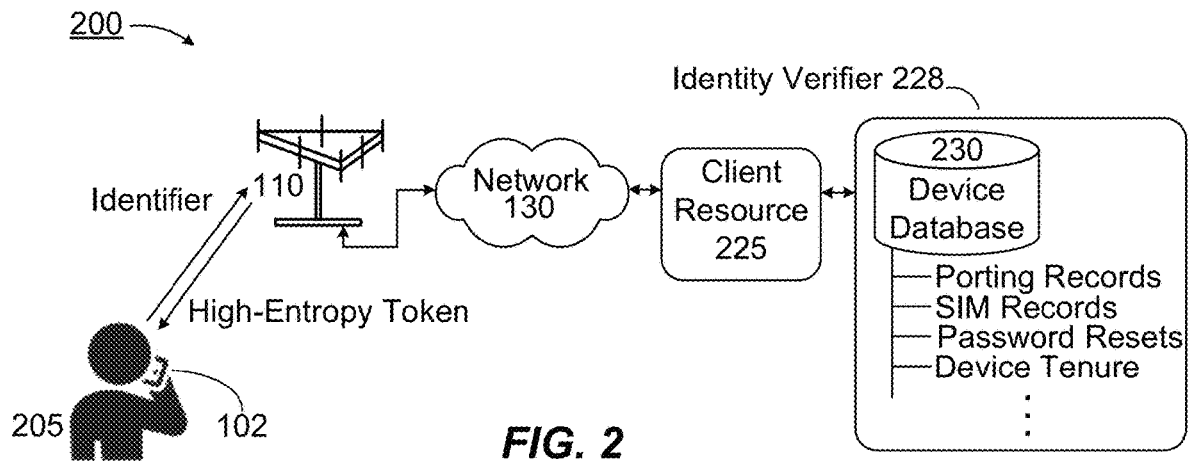 200
Identity Verifier 228
110
Identifier
Network
130
Client
Resource
225
230
Device
Database
Porting Records
SIM Records
Password Resets
Device Tenure
High-Entropy Token
205
102
FIG. 2